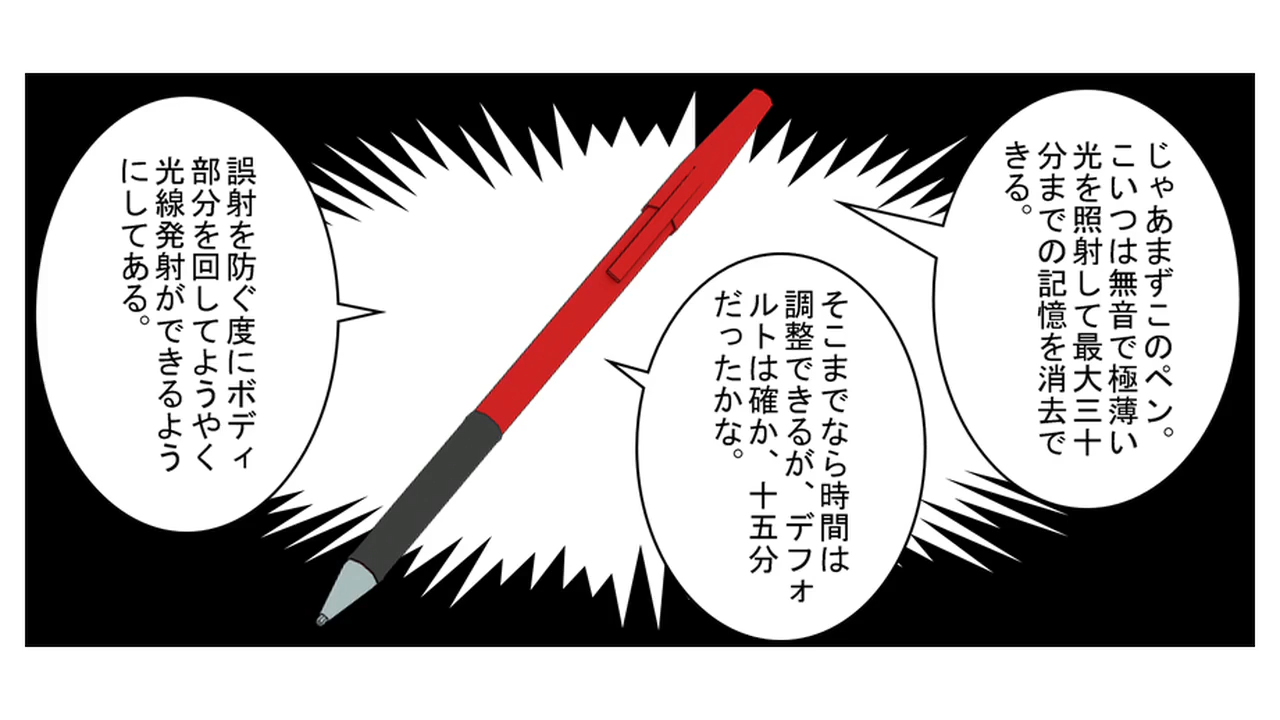 じゃあまずこのペン。
こいつは無音で極薄い
光を照射して最大三十
分までの記憶を消去で
きる。
そこまでなら時間は
調整できるが、デフォ
ルトは確か、十五分
だったかな。
誤射を防ぐ度にボディ
部分を回してようやく
光線発射ができるよう
にしてある。